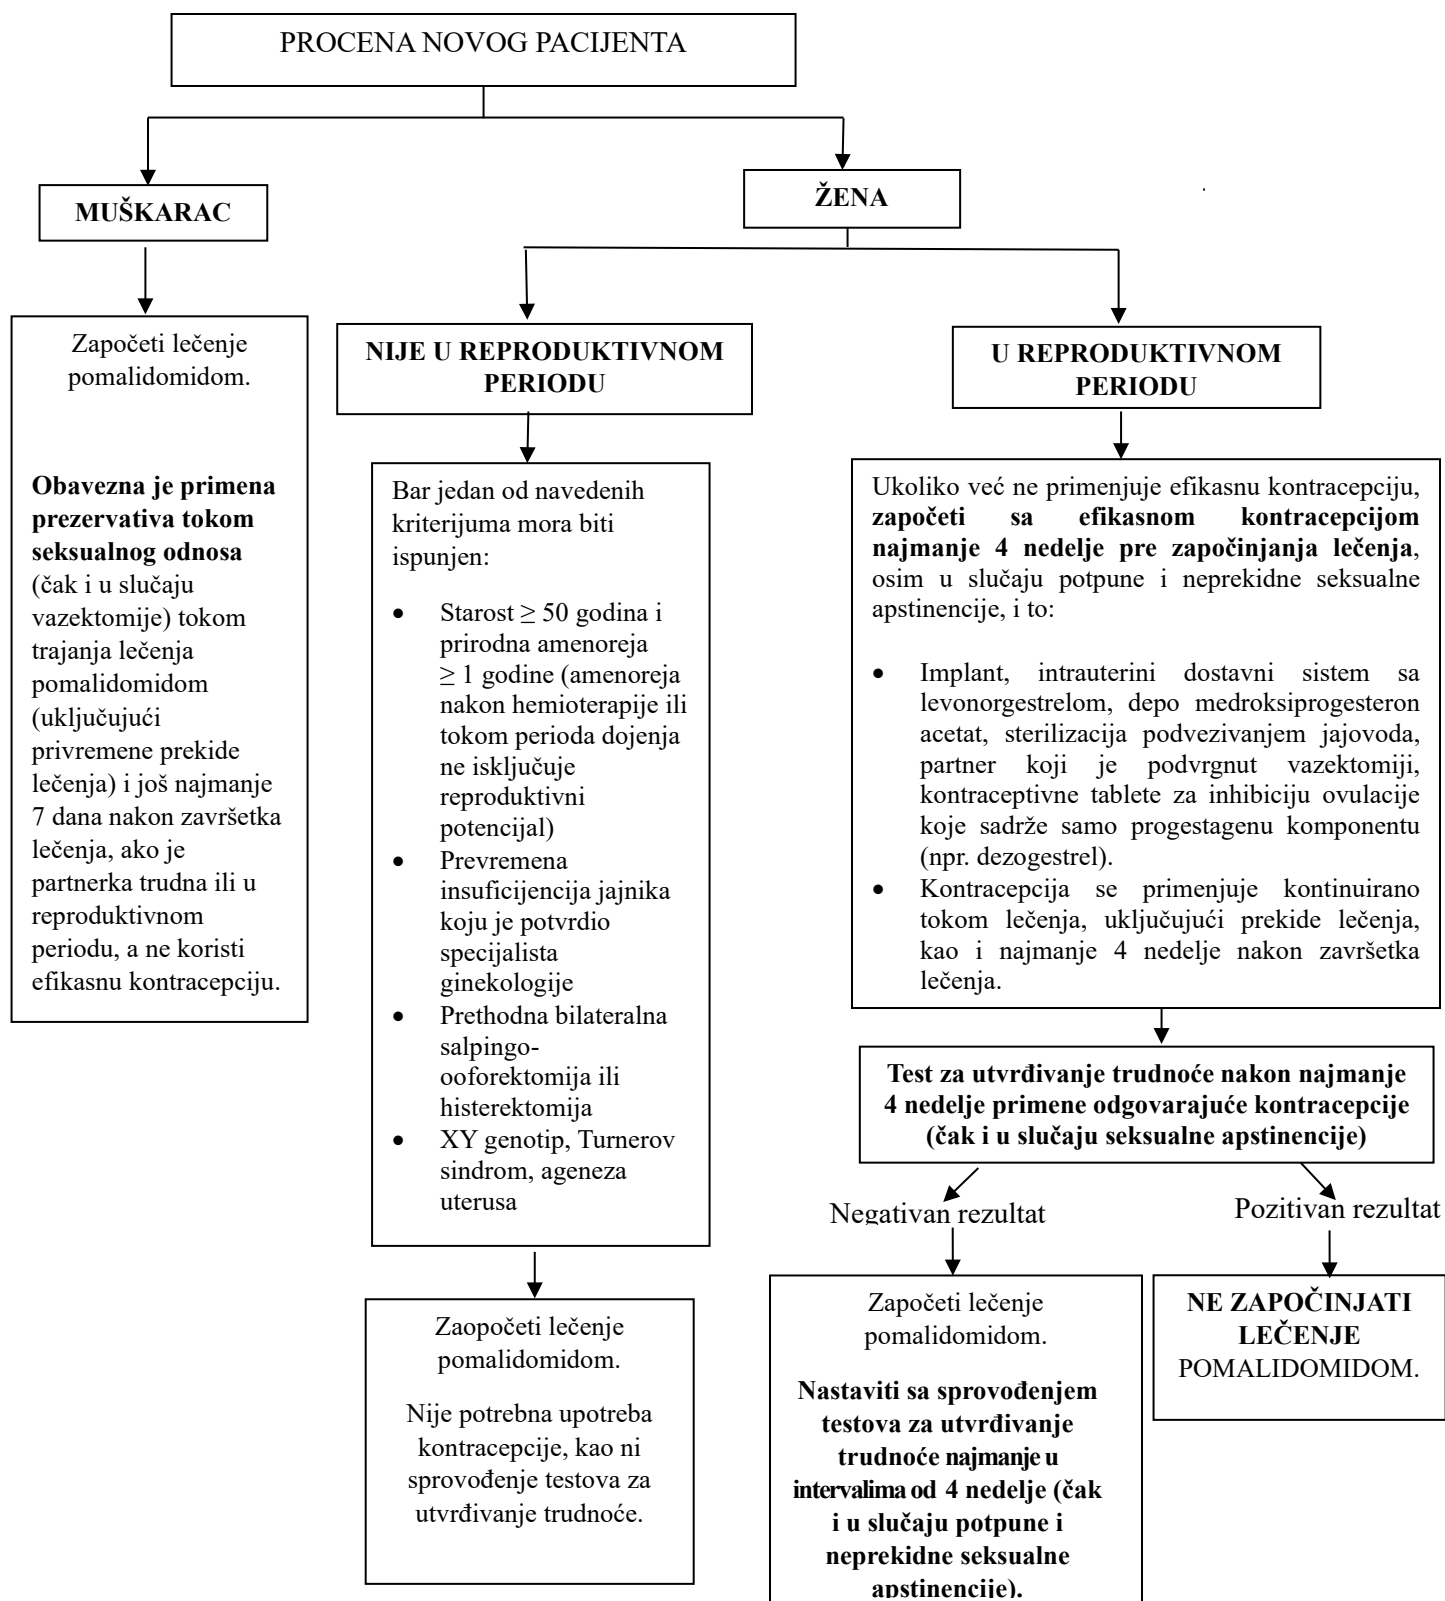 PROCENA NOVOG PACIJENTA
MUŠKARAC
ŽENA
Započeti lečenje
pomalidomidom.
Obavezna je primena
prezervativa tokom
seksualnog odnosa
(čak i u slučaju
vazektomije) tokom
trajanja lečenja
pomalidomidom
(uključujući
privremene prekide
lečenja) i još najmanje
7 dana nakon završetka
lečenja, ako je
partnerka trudna ili u
reproduktivnom
periodu, a ne koristi
efikasnu kontracepciju.
NIJE U REPRODUKTIVNOM
PERIODU
Bar jedan od navedenih
kriterijuma mora biti
ispunjen:
• Starost ≥ 50 godina i
prirodna amenoreja
≥ 1 godine (amenoreja
nakon hemioterapije ili
tokom perioda dojenja
ne isključuje
reproduktivni
potencijal)
• Prevremena
insuficijencija jajnika
koju je potvrdio
specijalista
ginekologije
• Prethodna bilateralna
salpingo-
ooforektomija ili
histerektomija
• XY genotip, Turnerov
sindrom, ageneza
uterusa
Zaopočeti lečenje
pomalidomidom.
Nije potrebna upotreba
kontracepcije, kao ni
sprovođenje testova za
utvrđivanje trudnoće.
U REPRODUKTIVNOM
PERIODU
Ukoliko već ne primenjuje efikasnu kontracepciju,
započeti sa efikasnom kontracepcijom
najmanje 4 nedelje pre započinjanja lečenja,
osim u slučaju potpune i neprekidne seksualne
apstinencije, i to:
• Implant, intrauterini dostavni sistem sa
levonorgestrelom, depo medroksiprogesteron
acetat, sterilizacija podvezivanjem jajovoda,
partner koji je podvrgnut vazektomiji,
kontraceptivne tablete za inhibiciju ovulacije
koje sadrže samo progestagenu komponentu
(npr. dezogestrel).
• Kontracepcija se primenjuje kontinuirano
tokom lečenja, uključujući prekide lečenja,
kao i najmanje 4 nedelje nakon završetka
lečenja.
Test za utvrđivanje trudnoće nakon najmanje
4 nedelje primene odgovarajuće kontracepcije
(čak i u slučaju seksualne apstinencije)
Negativan rezultat
Pozitivan rezultat
Započeti lečenje
pomalidomidom.
Nastaviti sa sprovođenjem
testova za utvrđivanje
trudnoće najmanje u
intervalima od 4 nedelje (čak
i u slučaju potpune i
neprekidne seksualne
apstinencije).
NE ZAPOČINJATI
LEČENJE
POMALIDOMIDOM.